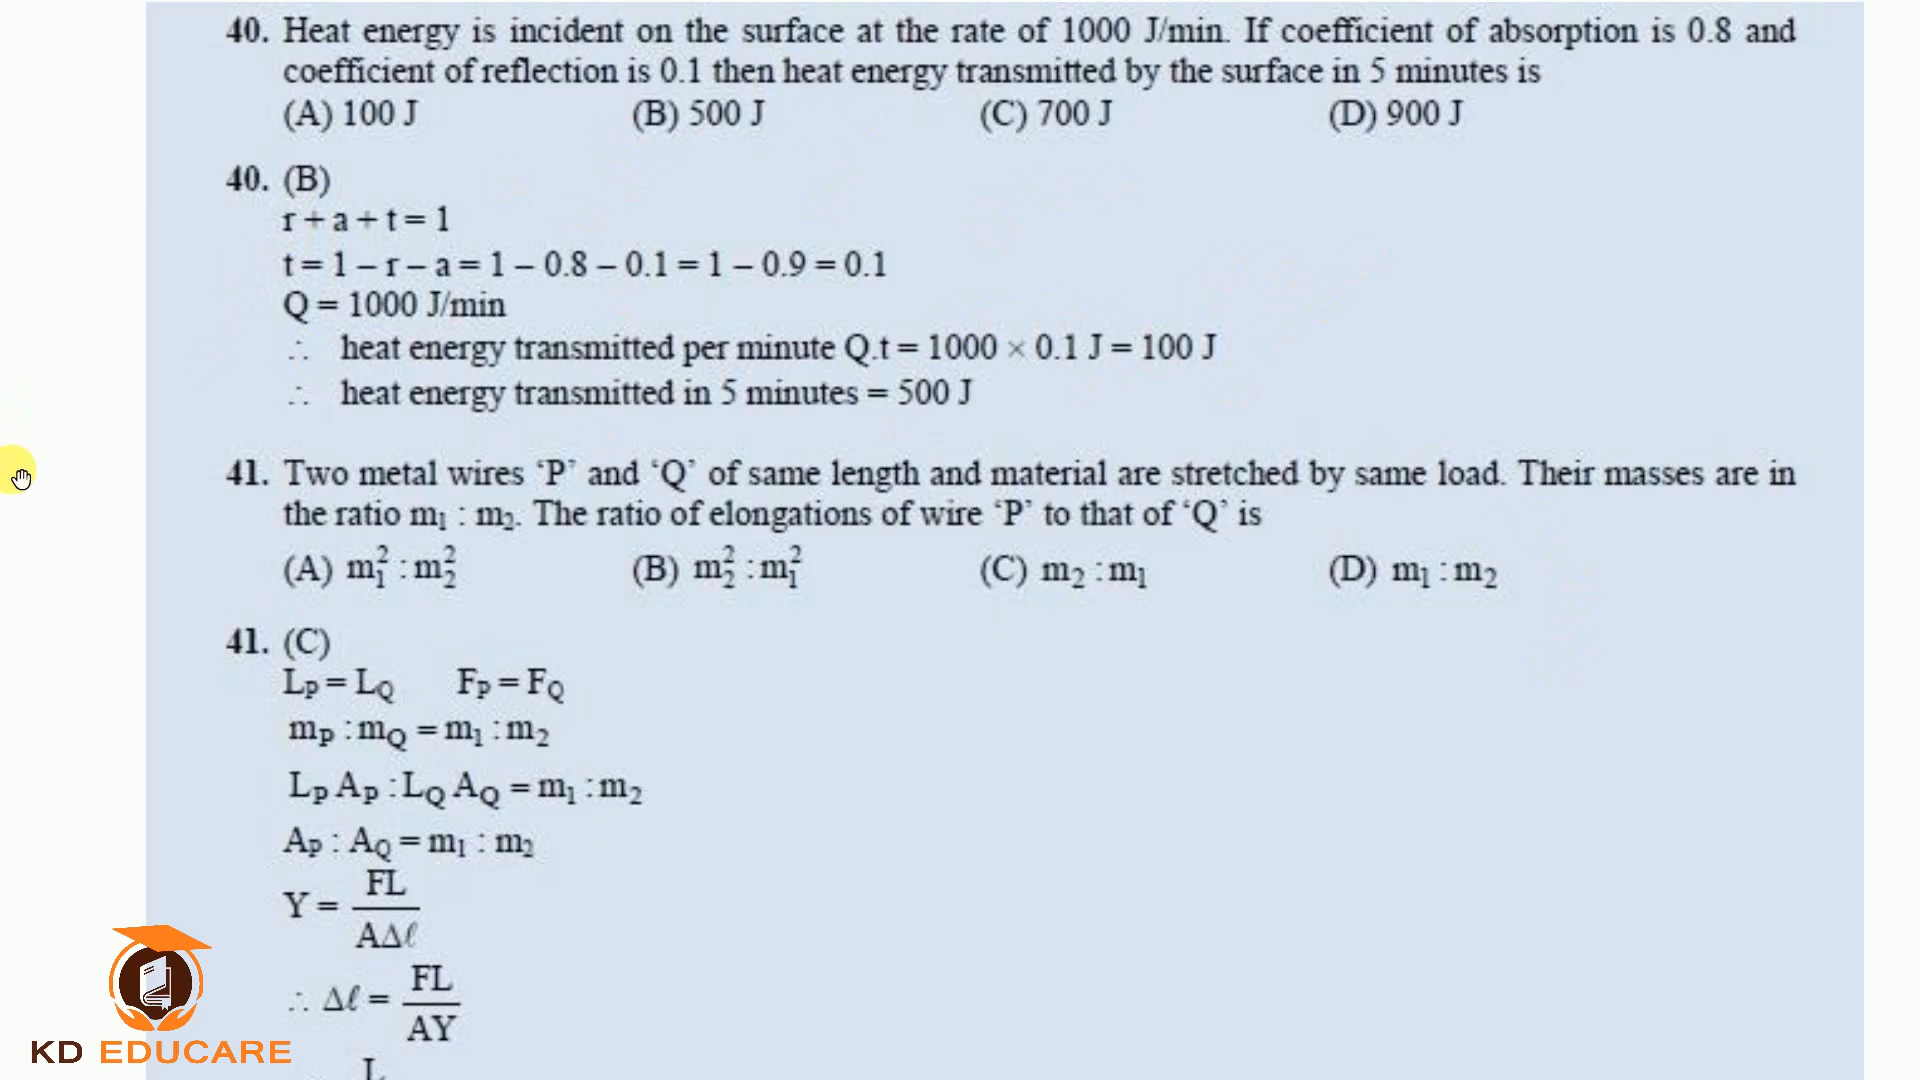 40. Heat energy is incident on the surface at the rate of 1000 J/min. If coefficient of absorption is 0.8 and
coefficient of reflection is 0.1 then heat energy transmitted by the surface in 5 minutes is
(A) 100 J (B) 500 J (C) 700 J (D) 900 J
40. (B)
r + a + t = 1
t = 1 – r – a = 1 – 0.8 – 0.1 = 1 – 0.9 = 0.1
Q = 1000 J/min
∴ heat energy transmitted per minute Q.t = 1000 × 0.1 J = 100 J
∴ heat energy transmitted in 5 minutes = 500 J
41. Two metal wires ‘P’ and ‘Q’ of same length and material are stretched by same load. Their masses are in
the ratio m₁ : m₂. The ratio of elongations of wire ‘P’ to that of ‘Q’ is
(A) m₁² : m₂² (B) m₂² : m₁² (C) m₂ : m₁ (D) m₁ : m₂
41. (C)
L_P = L_Q F_P = F_Q
m_P : m_Q = m₁ : m₂
L_P A_P : L_Q A_Q = m₁ : m₂
A_P : A_Q = m₁ : m₂
Y = FL / AΔℓ
∴ Δℓ = FL / AY
L
KD EDUCARE